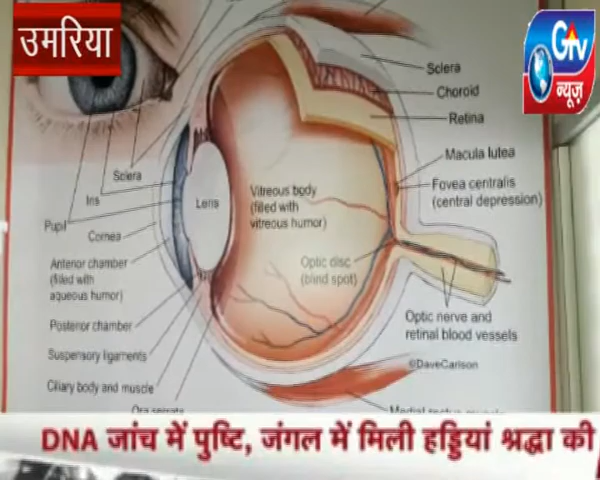 उमरिया
GTV
न्यूज़
Sclera
Choroid
Retina
Macula lutea
Fovea centralis
(central depression)
Sclera
Iris
Pupil
Cornea
Lens
Vitreous body
(filled with
vitreous humor)
Anterior chamber
(filled with
aqueous humor)
Optic disc
(blind spot)
Posterior chamber
Suspensory ligaments
Ciliary body and muscle
Optic nerve and
retinal blood vessels
©DaveCarlson
DNA जांच में पुष्टि, जंगल में मिली हड्डियां श्रद्धा की